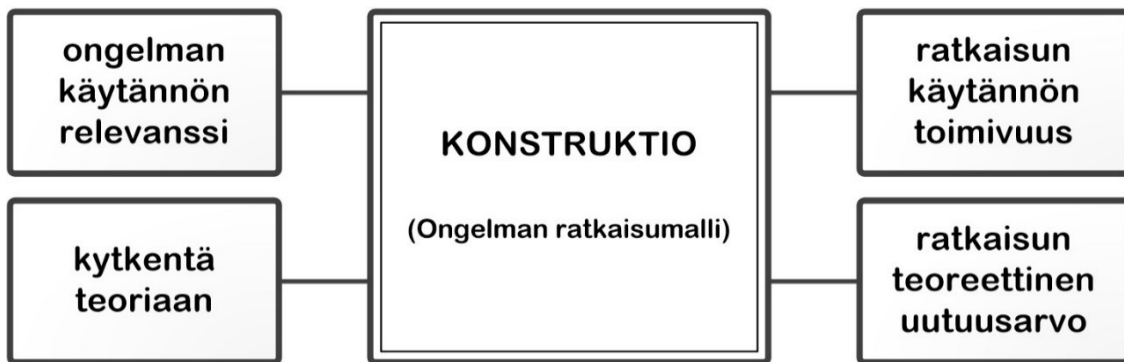 ongelman
käytännön
relevanssi
kytkentä
teoriaan
KONSTRUKTIO
(Ongelman ratkaisumalli)
ratkaisun
käytännön
toimivuus
ratkaisun
teoreettinen
uutuusarvo